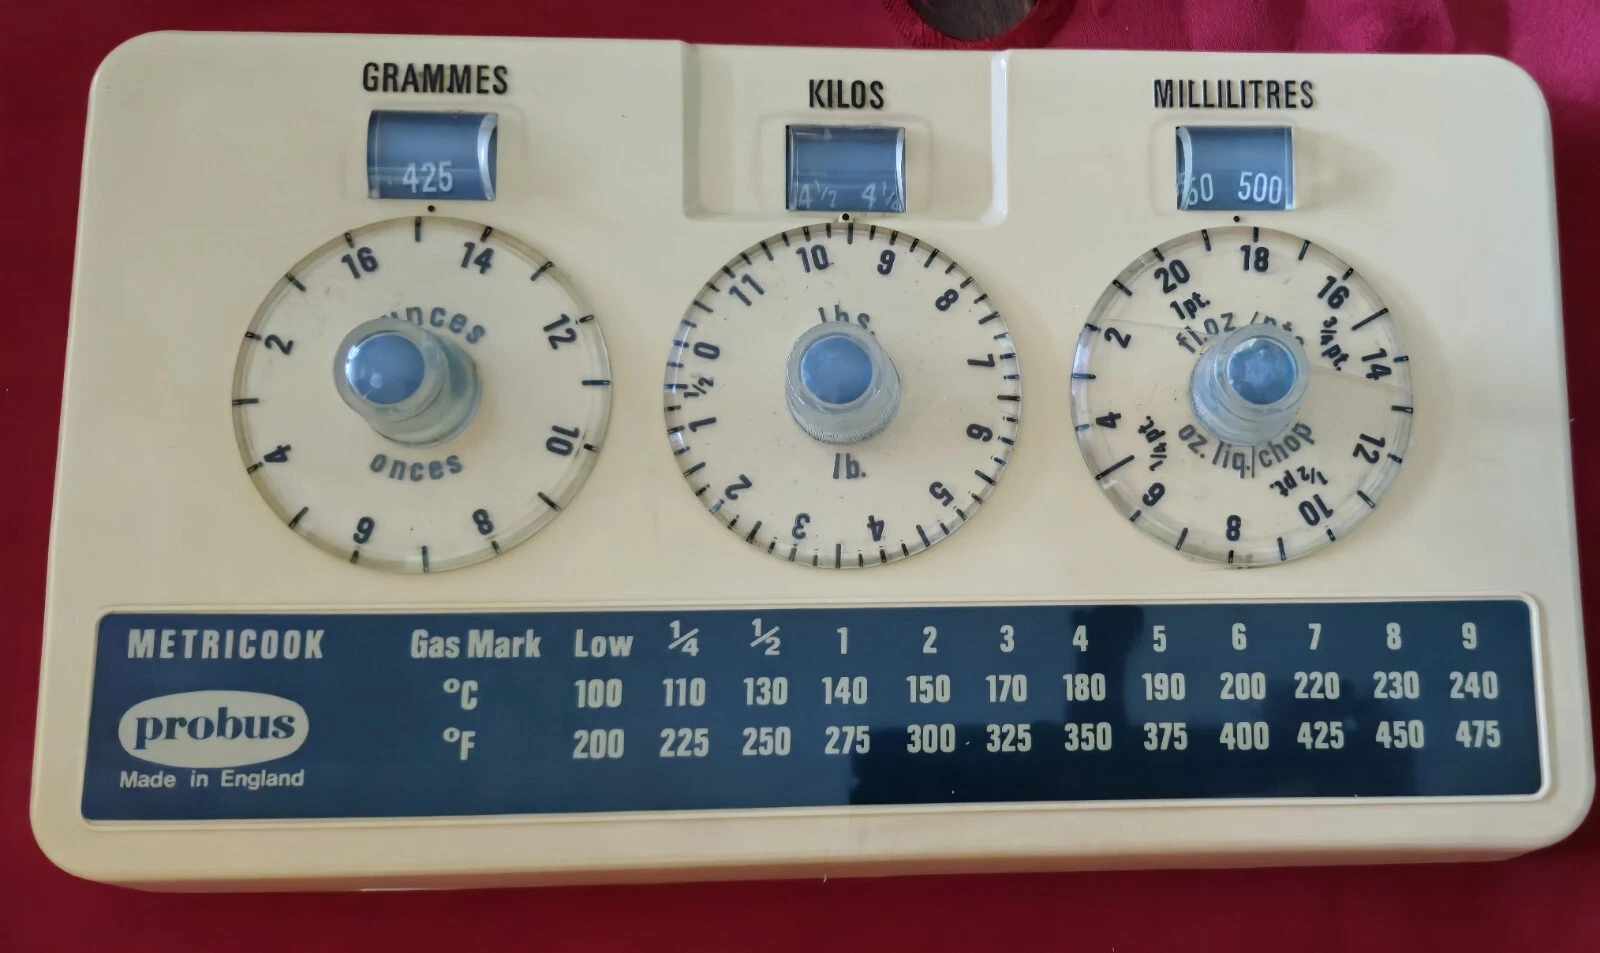 GRAMMES
KILOS
MILLILITRES
425
4½ 4½
500
16 14 12 10 8 6 4 2
onces
10 9 8 7 6 5 4 3 2 1 ½ 0 11
lbs.
lb.
18 16 ¾pt. 14 12 ½pt. 10 8 6 ¼pt. 4 2 20 1pt.
fl.oz
oz. liq./chop
METRICOOK
Gas Mark Low ¼ ½ 1 2 3 4 5 6 7 8 9
°C 100 110 130 140 150 170 180 190 200 220 230 240
°F 200 225 250 275 300 325 350 375 400 425 450 475
probus
Made in England